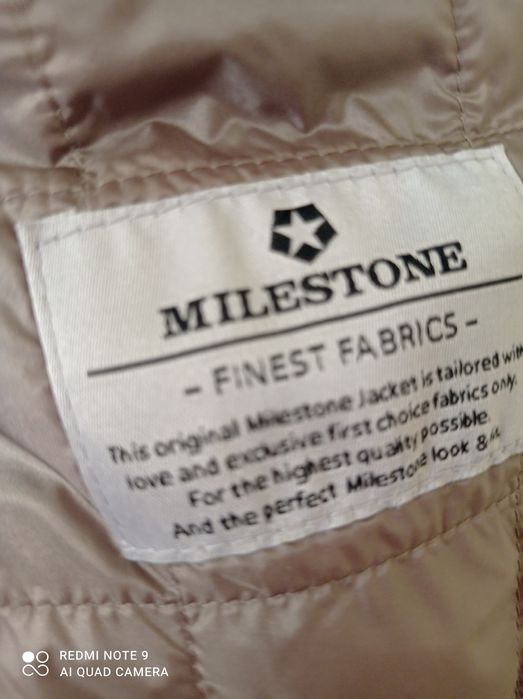 MILESTONE
- FINEST FABRICS -
This original Milestone Jacket is tailored with
love and exclusive first choice fabrics only.
For the highest quality possible.
And the perfect Milestone look &
REDMI NOTE 9
AI QUAD CAMERA